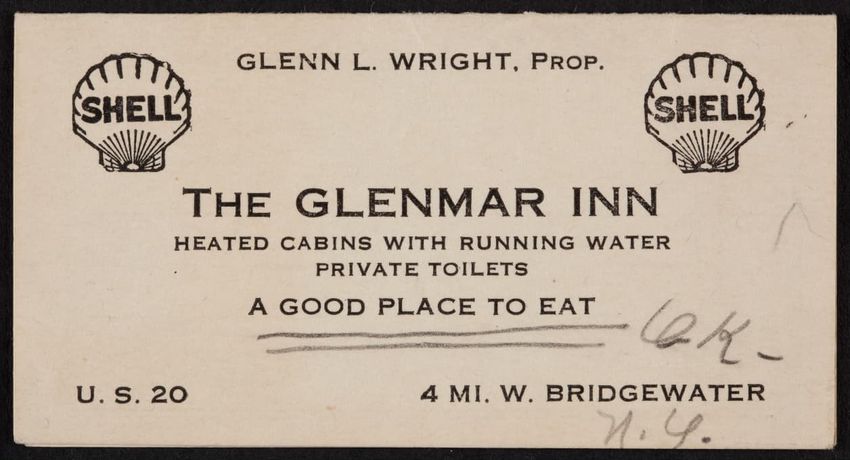 GLENN L. WRIGHT, PROP.
SHELL
SHELL
THE GLENMAR INN
HEATED CABINS WITH RUNNING WATER
PRIVATE TOILETS
A GOOD PLACE TO EAT
OK-
U. S. 20
4 MI. W. BRIDGEWATER
N.Y.